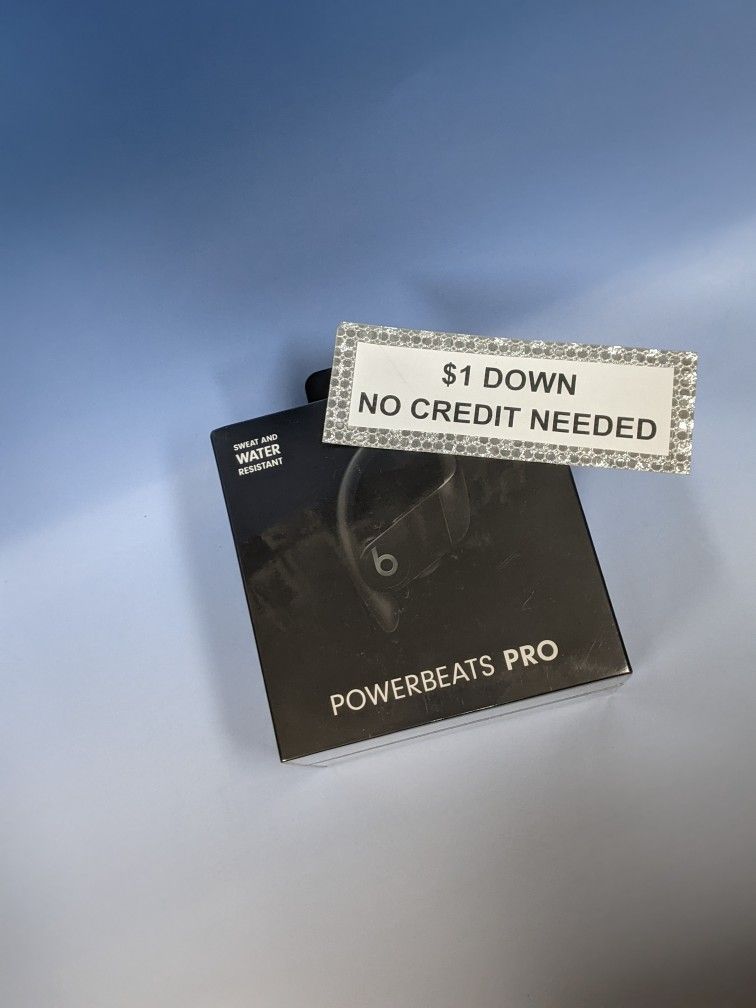 $1 DOWN
NO CREDIT NEEDED
SWEAT AND
WATER
RESISTANT
b
POWERBEATS PRO